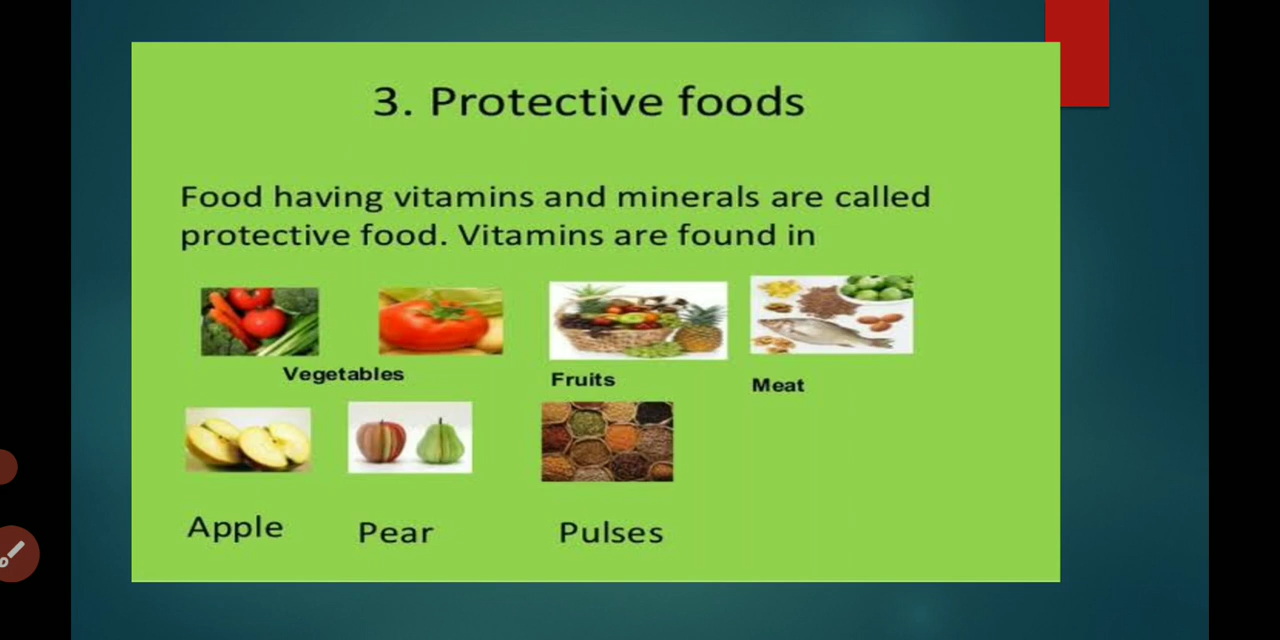 3. Protective foods
Food having vitamins and minerals are called
protective food. Vitamins are found in
Vegetables
Fruits
Meat
Apple
Pear
Pulses